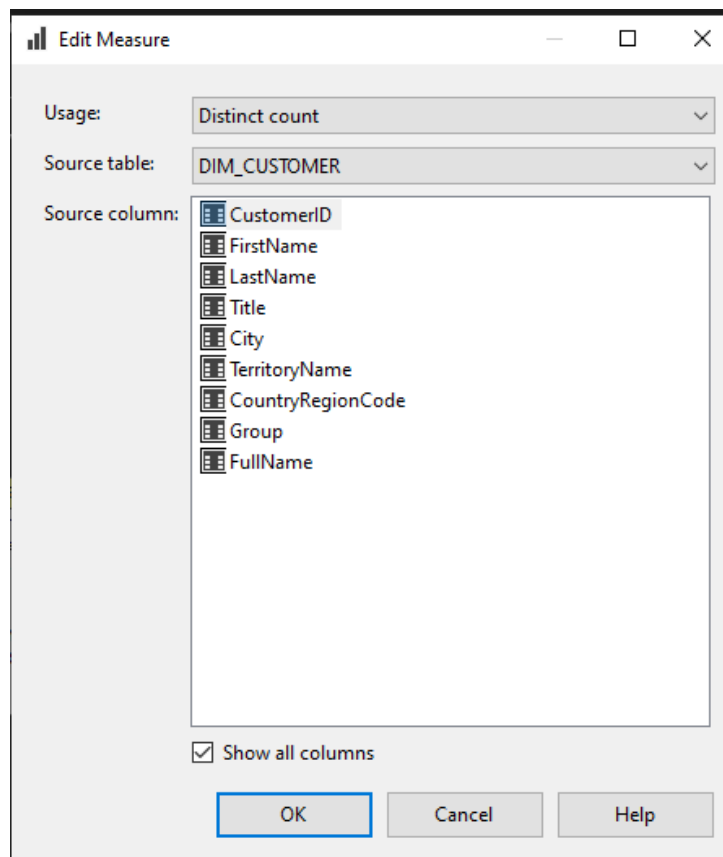 Edit Measure
Usage: Distinct count
Source table: DIM_CUSTOMER
Source column: CustomerID
FirstName
LastName
Title
City
TerritoryName
CountryRegionCode
Group
FullName
Show all columns
OK Cancel Help